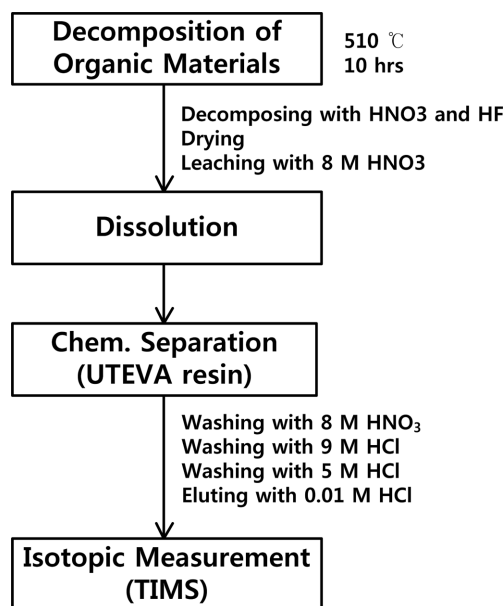 Decomposition of
Organic Materials
510 ℃
10 hrs
Decomposing with HNO3 and HF
Drying
Leaching with 8 M HNO3
Dissolution
Chem. Separation
(UTEVA resin)
Washing with 8 M HNO₃
Washing with 9 M HCl
Washing with 5 M HCl
Eluting with 0.01 M HCl
Isotopic Measurement
(TIMS)